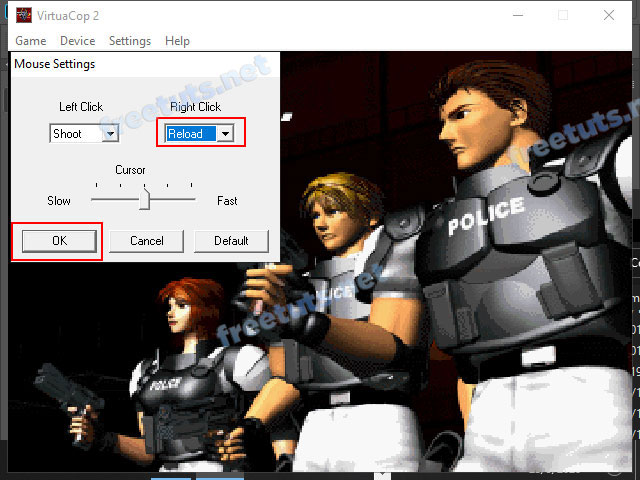 VirtuaCop 2
Game Device Settings Help
Mouse Settings
freetuts.net
Left Click Right Click
Shoot Reload
freetuts.net
Cursor
Slow Fast
POLICE
OK Cancel Default
POLICE
freetuts.net
POLICE